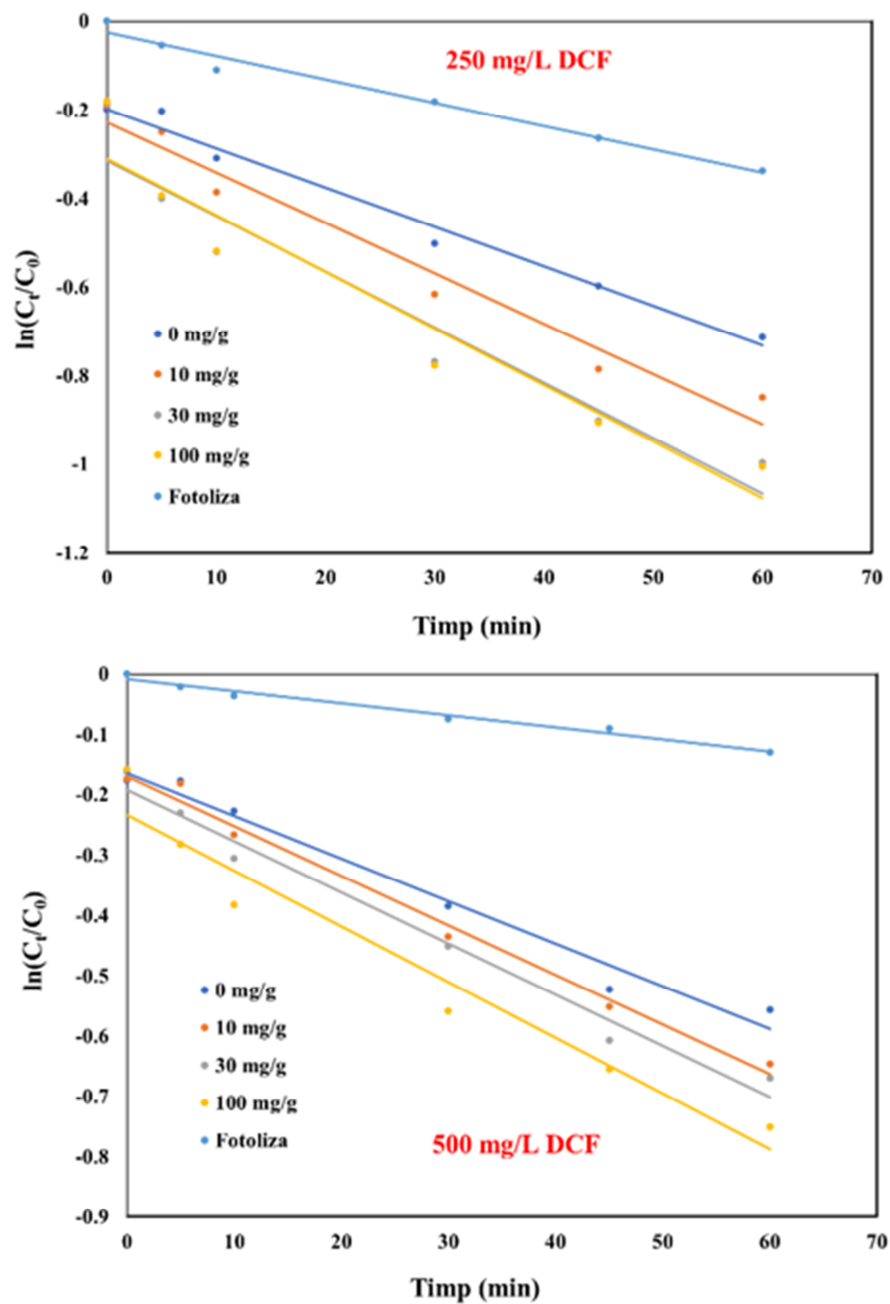 0
-0.2
-0.4
-0.6
-0.8
-1
-1.2
ln(Ct/C0)
250 mg/L DCF
0 mg/g
10 mg/g
30 mg/g
100 mg/g
Fotoliza
0 10 20 30 40 50 60 70
Timp (min)
0
-0.1
-0.2
-0.3
-0.4
-0.5
-0.6
-0.7
-0.8
-0.9
ln(Ct/C0)
0 mg/g
10 mg/g
30 mg/g
100 mg/g
Fotoliza
500 mg/L DCF
0 10 20 30 40 50 60 70
Timp (min)